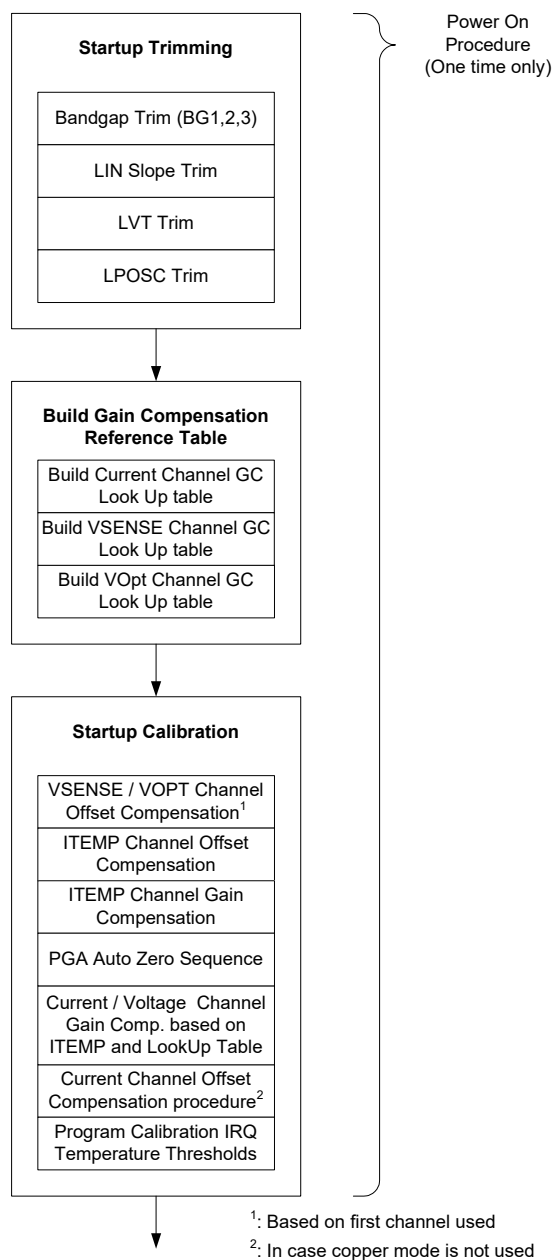 Startup Trimming
Bandgap Trim (BG1,2,3)
LIN Slope Trim
LVT Trim
LPOSC Trim
Power On
Procedure
(One time only)
Build Gain Compensation
Reference Table
Build Current Channel GC
Look Up table
Build VSENSE Channel GC
Look Up table
Build VOpt Channel GC
Look Up table
Startup Calibration
VSENSE / VOPT Channel
Offset Compensation¹
ITEMP Channel Offset
Compensation
ITEMP Channel Gain
Compensation
PGA Auto Zero Sequence
Current / Voltage Channel
Gain Comp. based on
ITEMP and LookUp Table
Current Channel Offset
Compensation procedure²
Program Calibration IRQ
Temperature Thresholds
¹: Based on first channel used
²: In case copper mode is not used